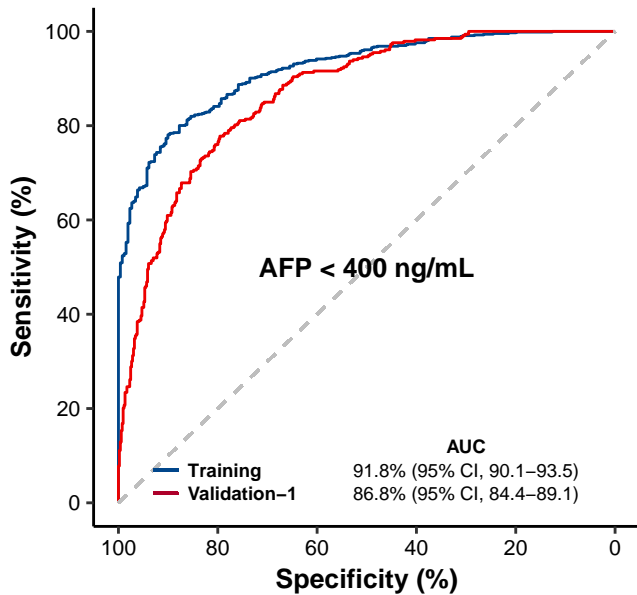 100
80
60
40
20
0
Sensitivity (%)
AFP < 400 ng/mL
AUC
Training 91.8% (95% CI, 90.1–93.5)
Validation–1 86.8% (95% CI, 84.4–89.1)
100 80 60 40 20 0
Specificity (%)